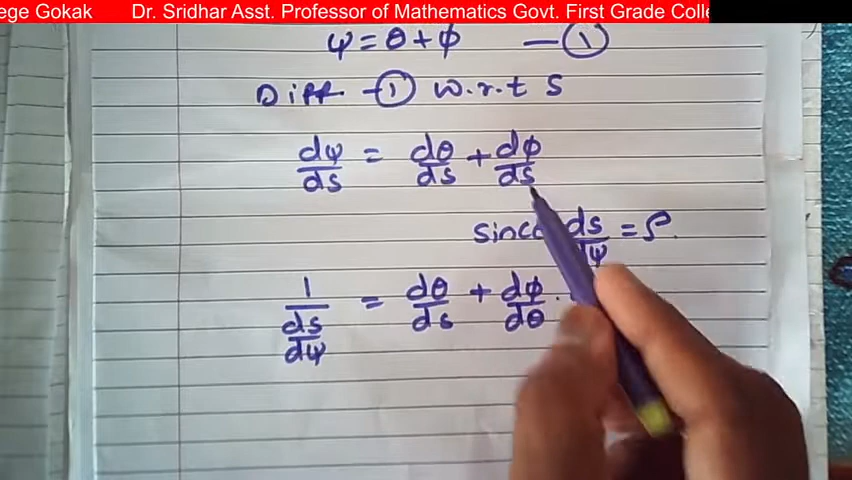 ege Gokak Dr. Sridhar Asst. Professor of Mathematics Govt. First Grade Colle
ψ = θ + ϕ — ①
Diff ① w.r.t S
dψ/ds = dθ/ds + dϕ/ds
since ds/dψ = ρ.
1/(ds/dψ) = dθ/ds + dϕ/dθ ·